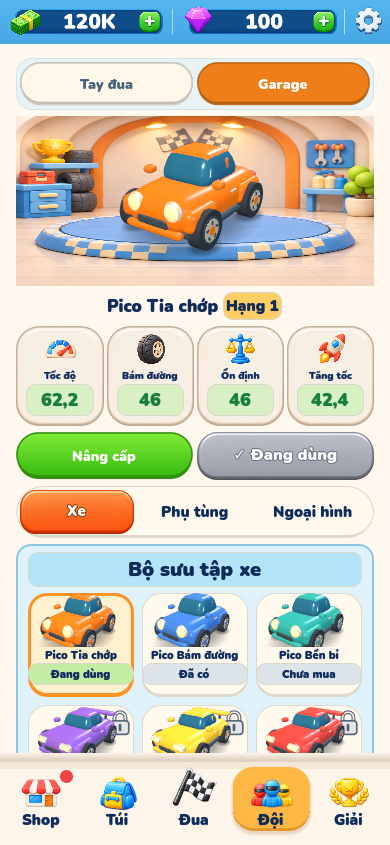 120K
100
Tay đua
Garage
Pico Tia chớp Hạng 1
Tốc độ
Bám đường
Ổn định
Tăng tốc
62,2
46
46
42,4
Nâng cấp
✓ Đang dùng
Xe
Phụ tùng
Ngoại hình
Bộ sưu tập xe
Pico Tia chớp
Pico Bám đường
Pico Bền bỉ
Đang dùng
Đã có
Chưa mua
Shop
Túi
Đua
Đội
Giải